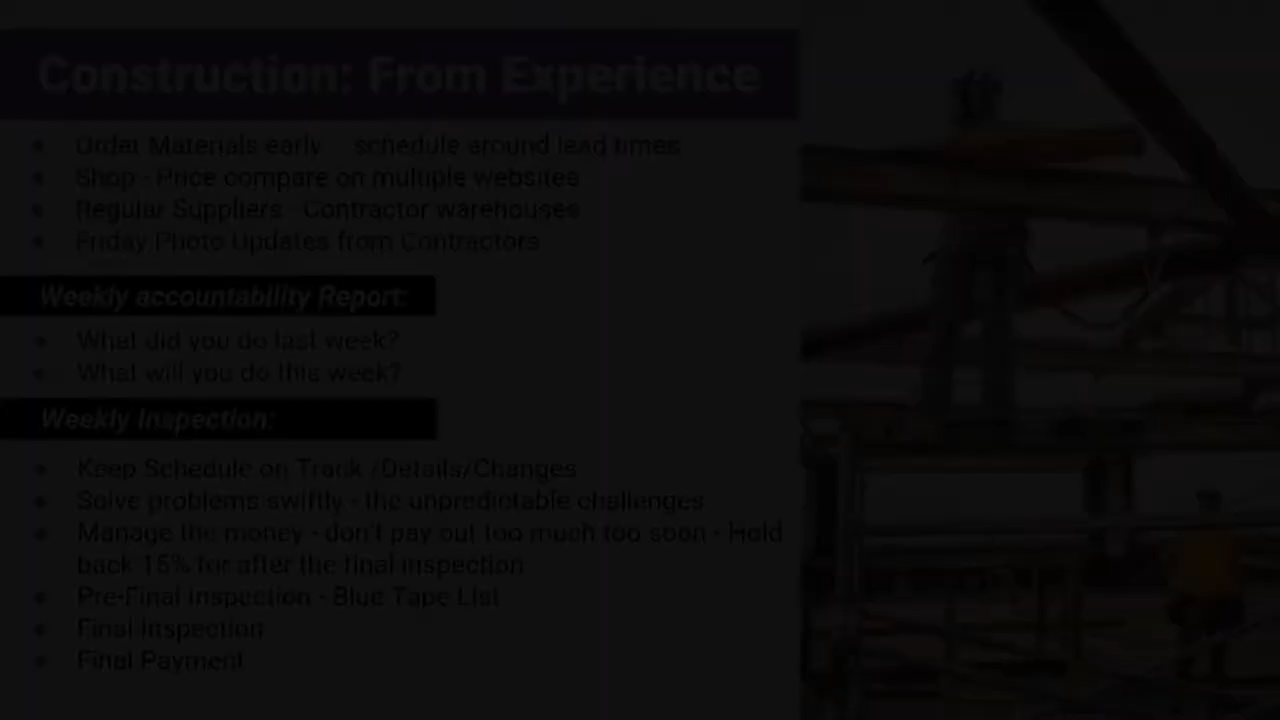 Construction: From Experience
Order Materials early - schedule around lead times
Shop - Price compare on multiple websites
Regular Suppliers - Contractor warehouses
Friday Photo Updates from Contractors
Weekly accountability Report:
What did you do last week?
What will you do this week?
Weekly Inspection:
Keep Schedule on Track /Details/Changes
Solve problems swiftly - the unpredictable challenges
Manage the money - don't pay out too much too soon - Hold
back 15% for after the final inspection
Pre-Final Inspection - Blue Tape List
Final Inspection
Final Payment